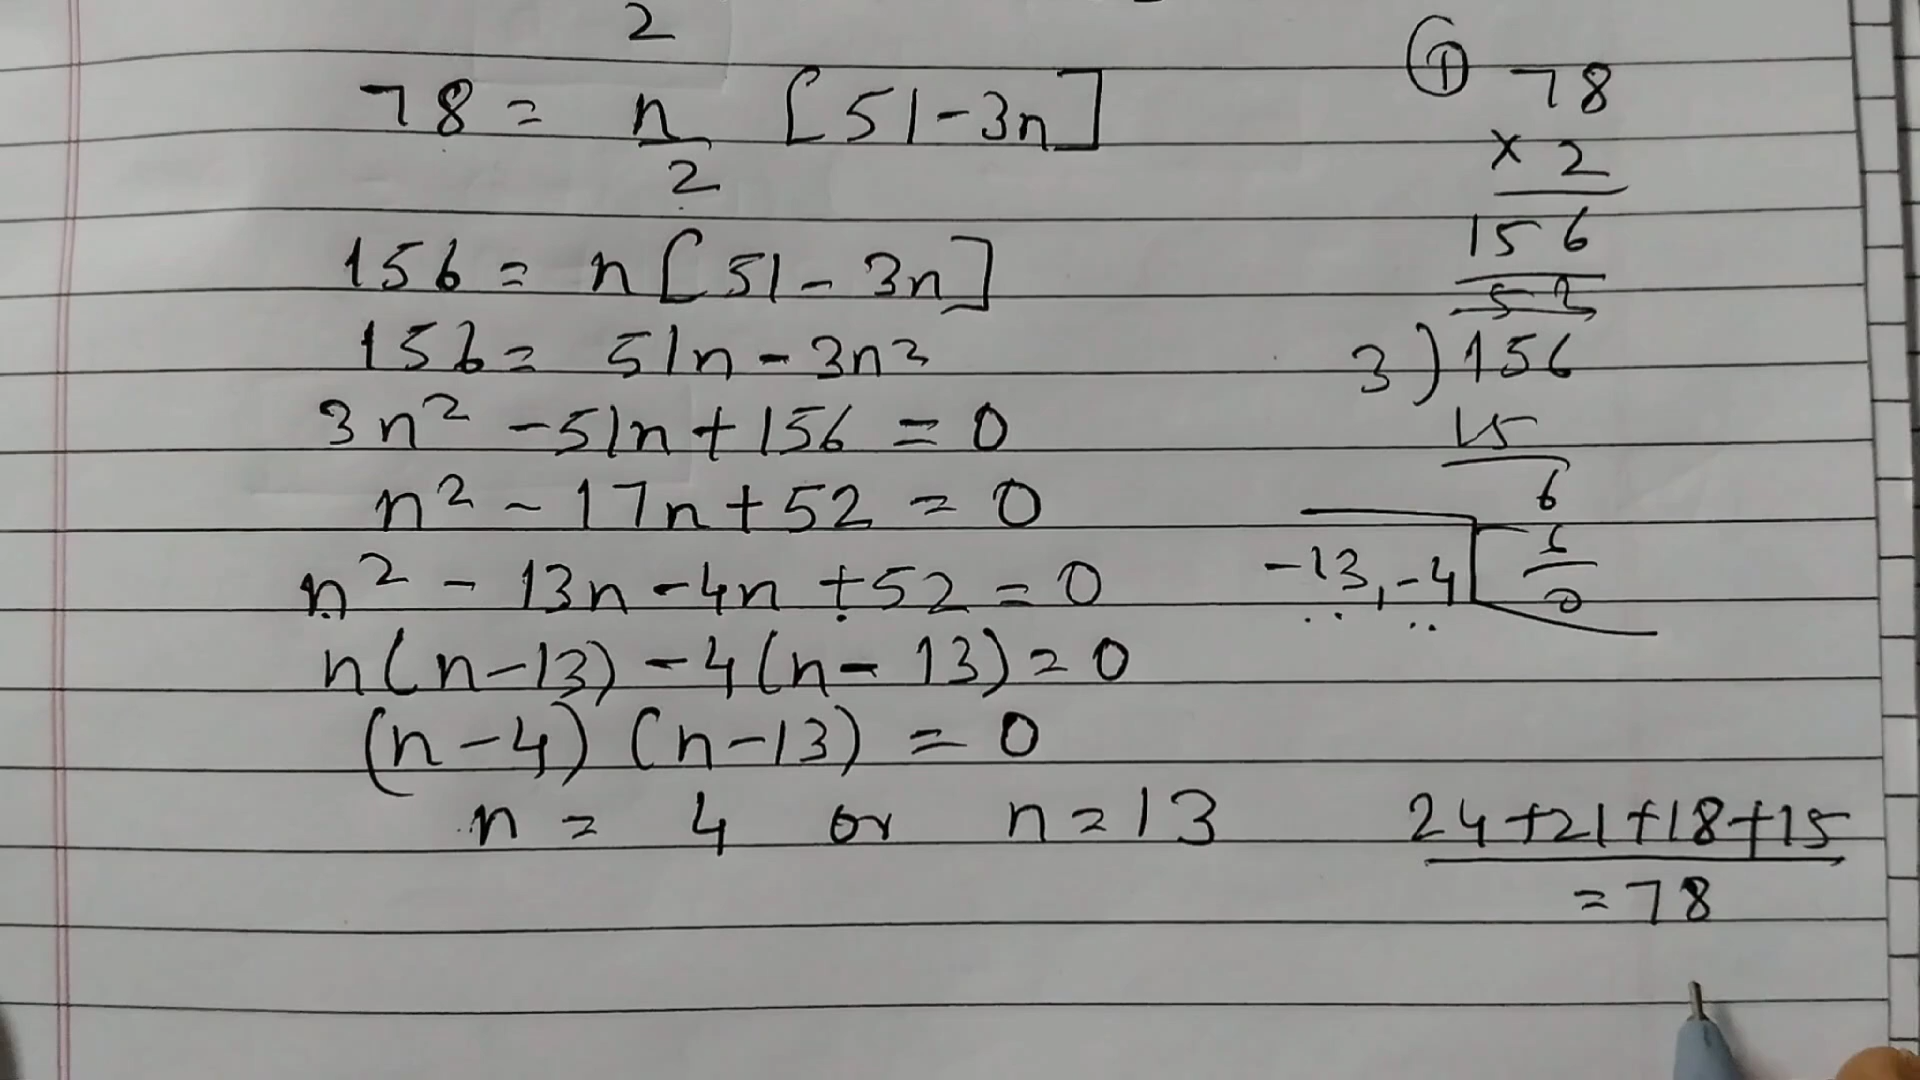 2
78 = n/2 [51-3n]
156 = n[51-3n]
156 = 51n - 3n²
3n² - 51n + 156 = 0
n² - 17n + 52 = 0
n² - 13n - 4n + 52 = 0
n(n-13) - 4(n-13) = 0
(n-4) (n-13) = 0
n = 4 or n = 13
① 78
× 2
156
52
3)156
15
6
6
0
-13, -4
24+21+18+15
= 78